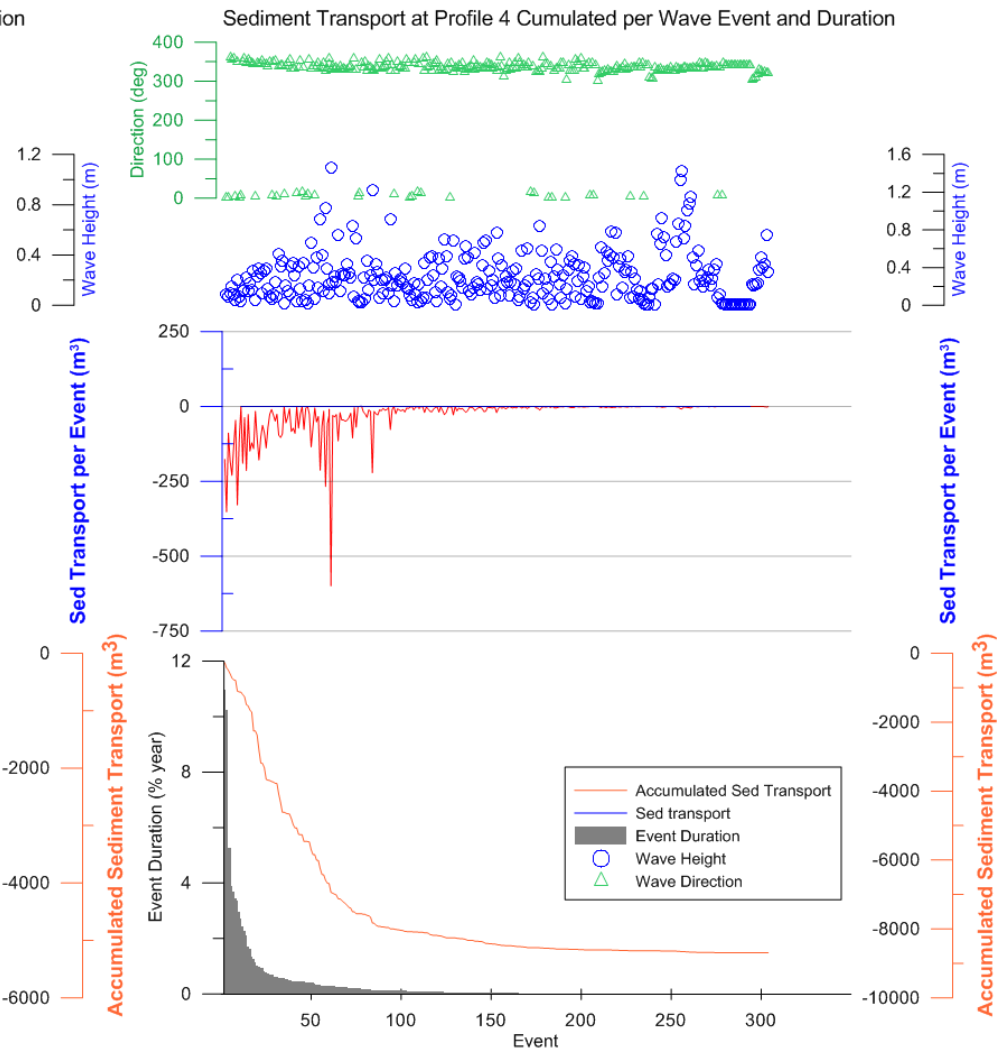 ion
Sediment Transport at Profile 4 Cumulated per Wave Event and Duration
400
300
200
100
0
Direction (deg)
1.2
0.8
0.4
0
Wave Height (m)
1.6
1.2
0.8
0.4
0
Wave Height (m)
250
0
-250
-500
-750
Sed Transport per Event (m³)
Sed Transport per Event (m³)
0
-2000
-4000
-6000
Accumulated Sediment Transport (m³)
12
8
4
0
Event Duration (% year)
Accumulated Sed Transport
Sed transport
Event Duration
Wave Height
Wave Direction
0
-2000
-4000
-6000
-8000
-10000
Accumulated Sediment Transport (m³)
50 100 150 200 250 300
Event